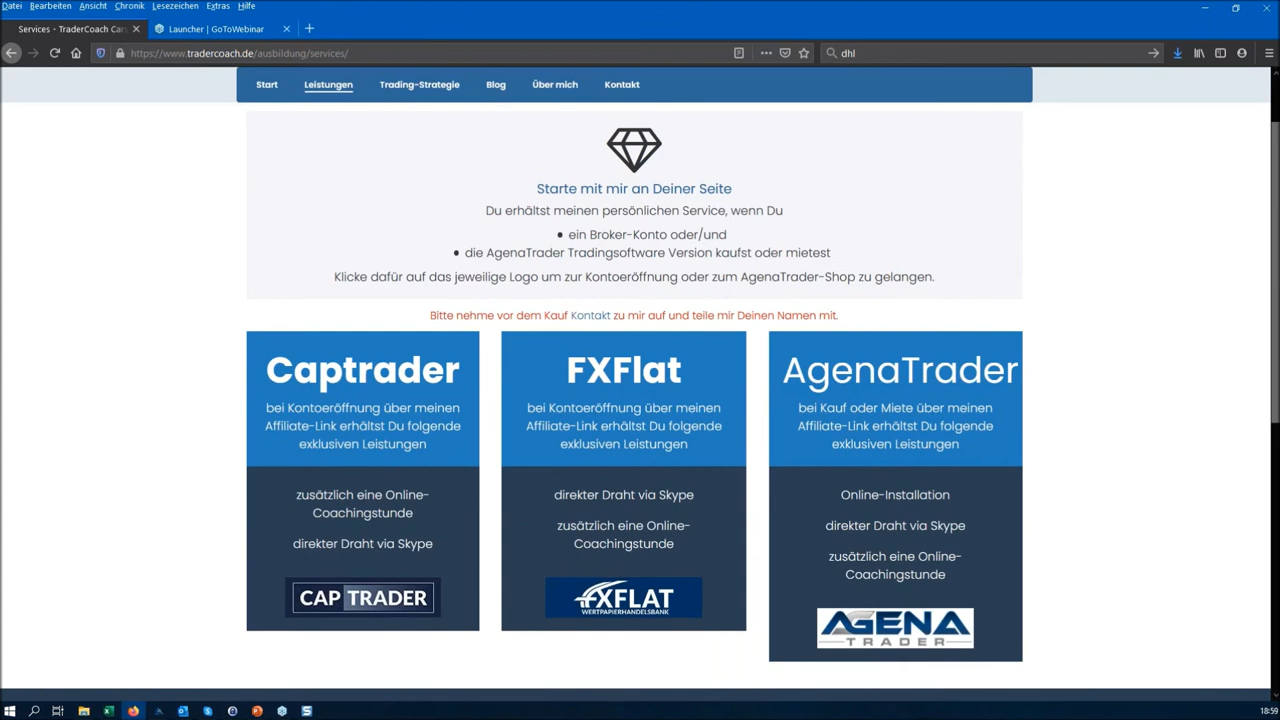 Datei Bearbeiten Ansicht Chronik Lesezeichen Extras Hilfe
Services - TraderCoach Car
Launcher | GoToWebinar
https://www.tradercoach.de/ausbildung/services/
dhl
Start Leistungen Trading-Strategie Blog Über mich Kontakt
Starte mit mir an Deiner Seite
Du erhältst meinen persönlichen Service, wenn Du
• ein Broker-Konto oder/und
• die AgenaTrader Tradingsoftware Version kaufst oder mietest
Klicke dafür auf das jeweilige Logo um zur Kontoeröffnung oder zum AgenaTrader-Shop zu gelangen.
Bitte nehme vor dem Kauf Kontakt zu mir auf und teile mir Deinen Namen mit.
Captrader
bei Kontoeröffnung über meinen
Affiliate-Link erhältst Du folgende
exklusiven Leistungen
zusätzlich eine Online-
Coachingstunde
direkter Draht via Skype
CAP TRADER
FXFlat
bei Kontoeröffnung über meinen
Affiliate-Link erhältst Du folgende
exklusiven Leistungen
direkter Draht via Skype
zusätzlich eine Online-
Coachingstunde
FXFLAT
WERTPAPIERHANDELSBANK
AgenaTrader
bei Kauf oder Miete über meinen
Affiliate-Link erhältst Du folgende
exklusiven Leistungen
Online-Installation
direkter Draht via Skype
zusätzlich eine Online-
Coachingstunde
AGENA
TRADER
18:59